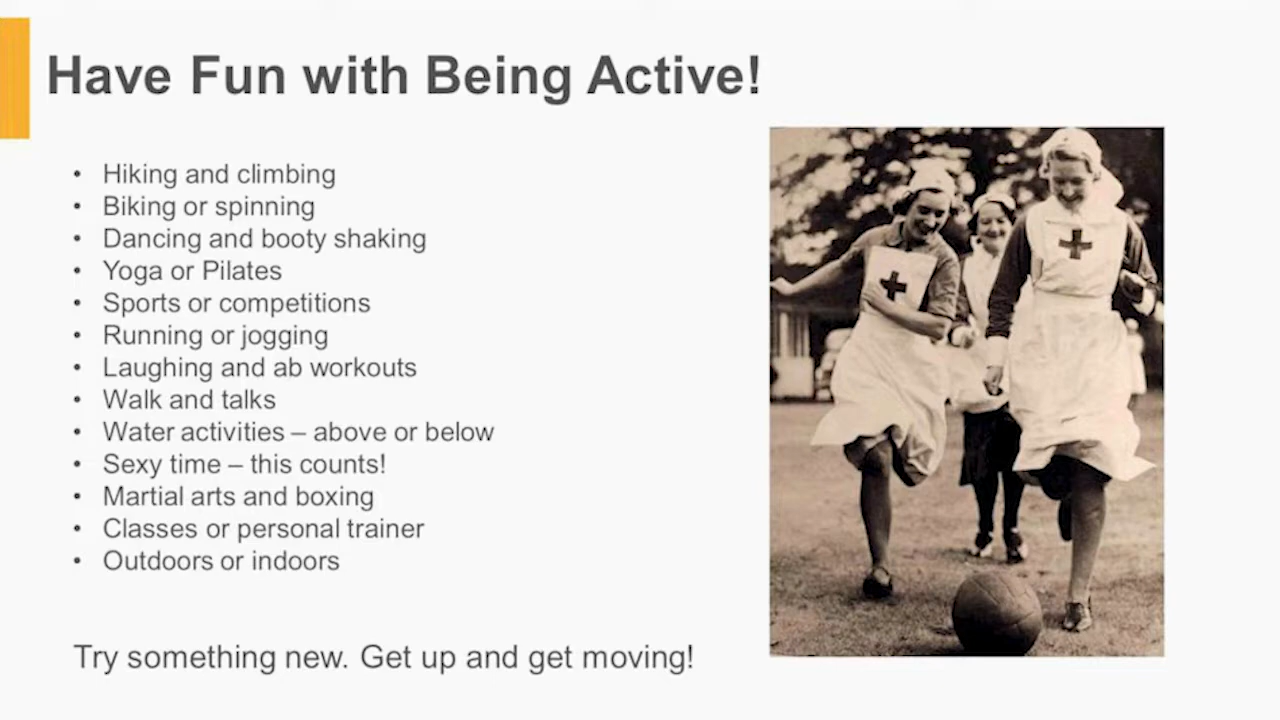 Have Fun with Being Active!
• Hiking and climbing
• Biking or spinning
• Dancing and booty shaking
• Yoga or Pilates
• Sports or competitions
• Running or jogging
• Laughing and ab workouts
• Walk and talks
• Water activities – above or below
• Sexy time – this counts!
• Martial arts and boxing
• Classes or personal trainer
• Outdoors or indoors
Try something new. Get up and get moving!